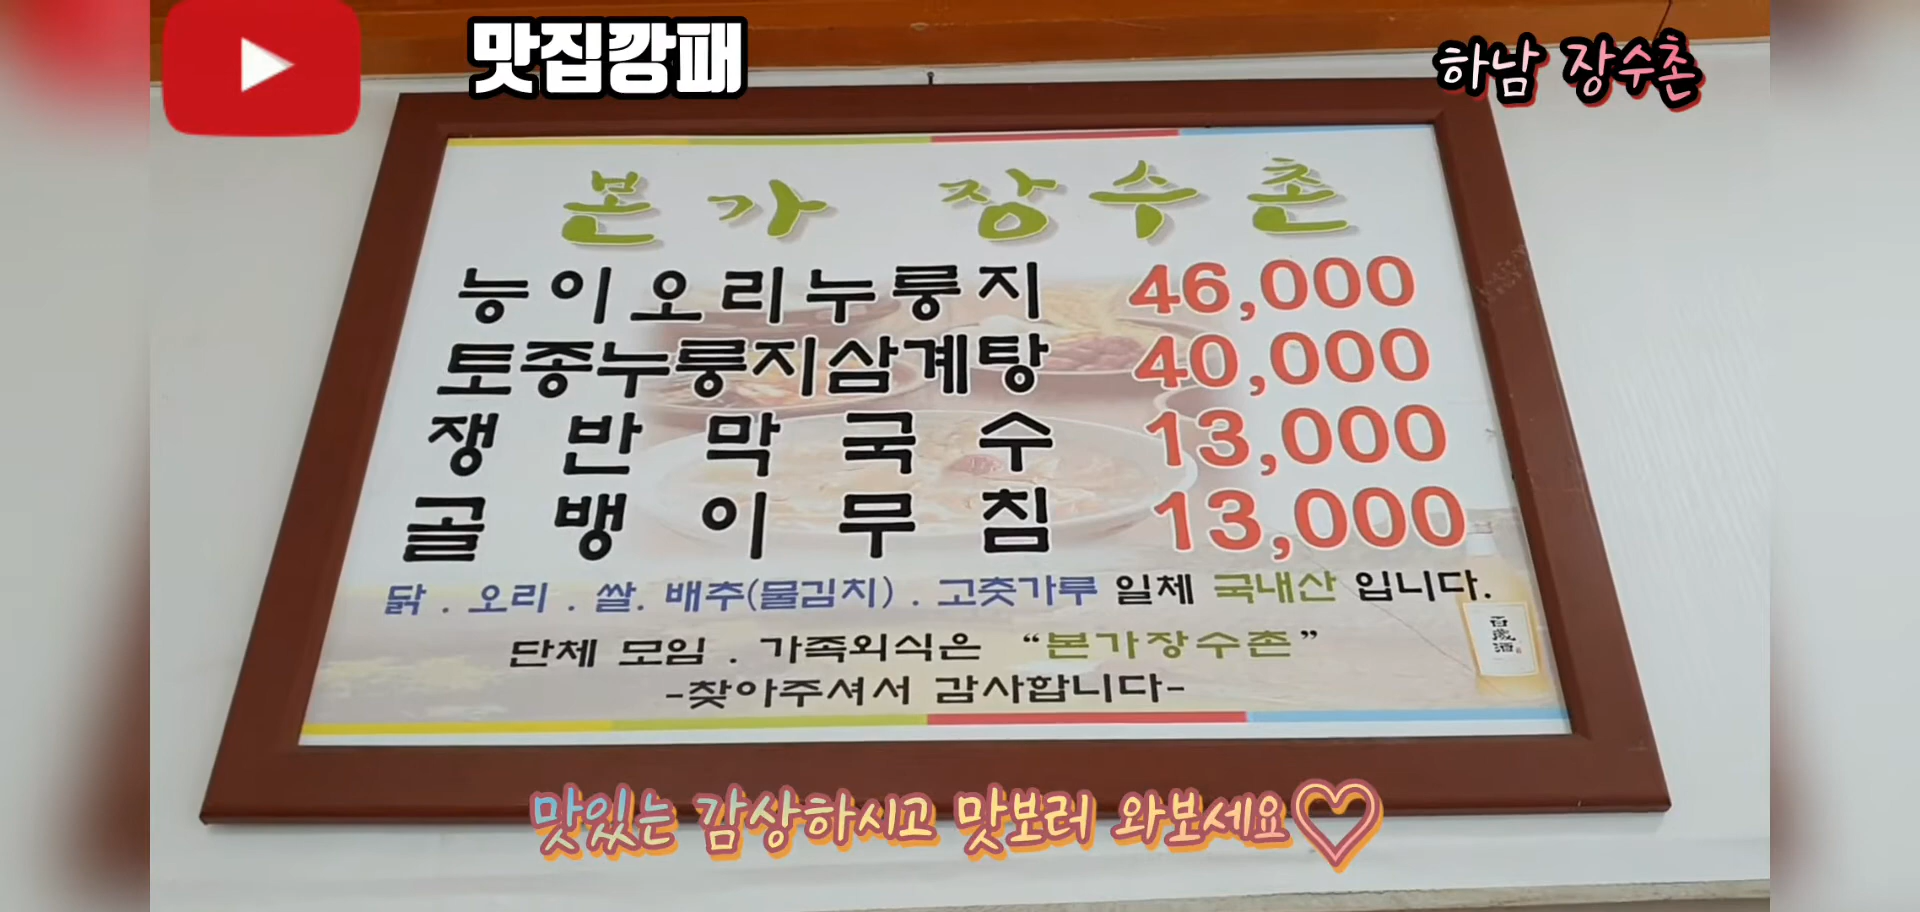 맛집깡패
하남 장수촌
본가 장수촌
능이오리누룽지 46,000
토종누룽지삼계탕 40,000
쟁반막국수 13,000
골뱅이무침 13,000
닭 . 오리 . 쌀. 배추(물김치) . 고춧가루 일체 국내산 입니다.
단체 모임 . 가족외식은 “본가장수촌”
-찾아주셔서 감사합니다-
百歲酒
맛있는 감상하시고 맛보러 와보세요♡